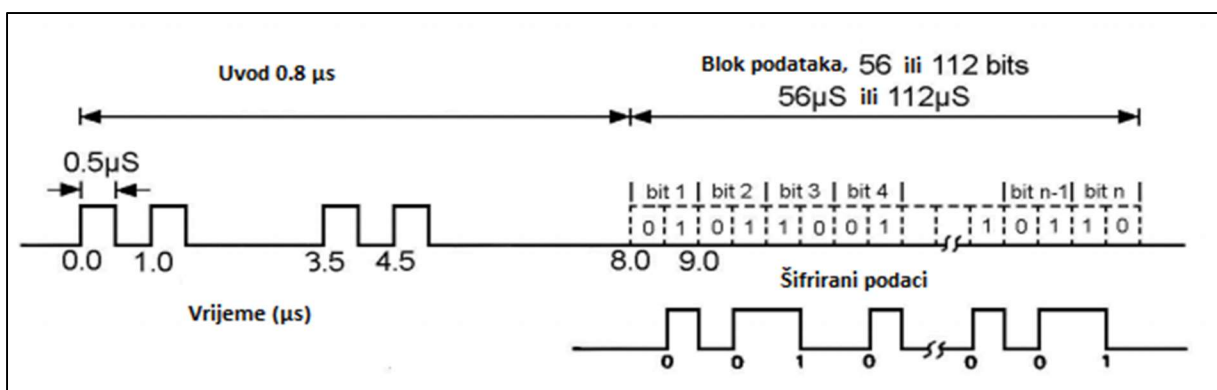 Uvod 0.8 µs
Blok podataka, 56 ili 112 bits
56µS ili 112µS
0.5µS
bit 1 bit 2 bit 3 bit 4 bit n-1 bit n
0 1 0 1 1 0 0 1 1 0 1 1 0
0.0 1.0 3.5 4.5 8.0 9.0
Šifrirani podaci
Vrijeme (µs)
0 0 1 0 0 0 1